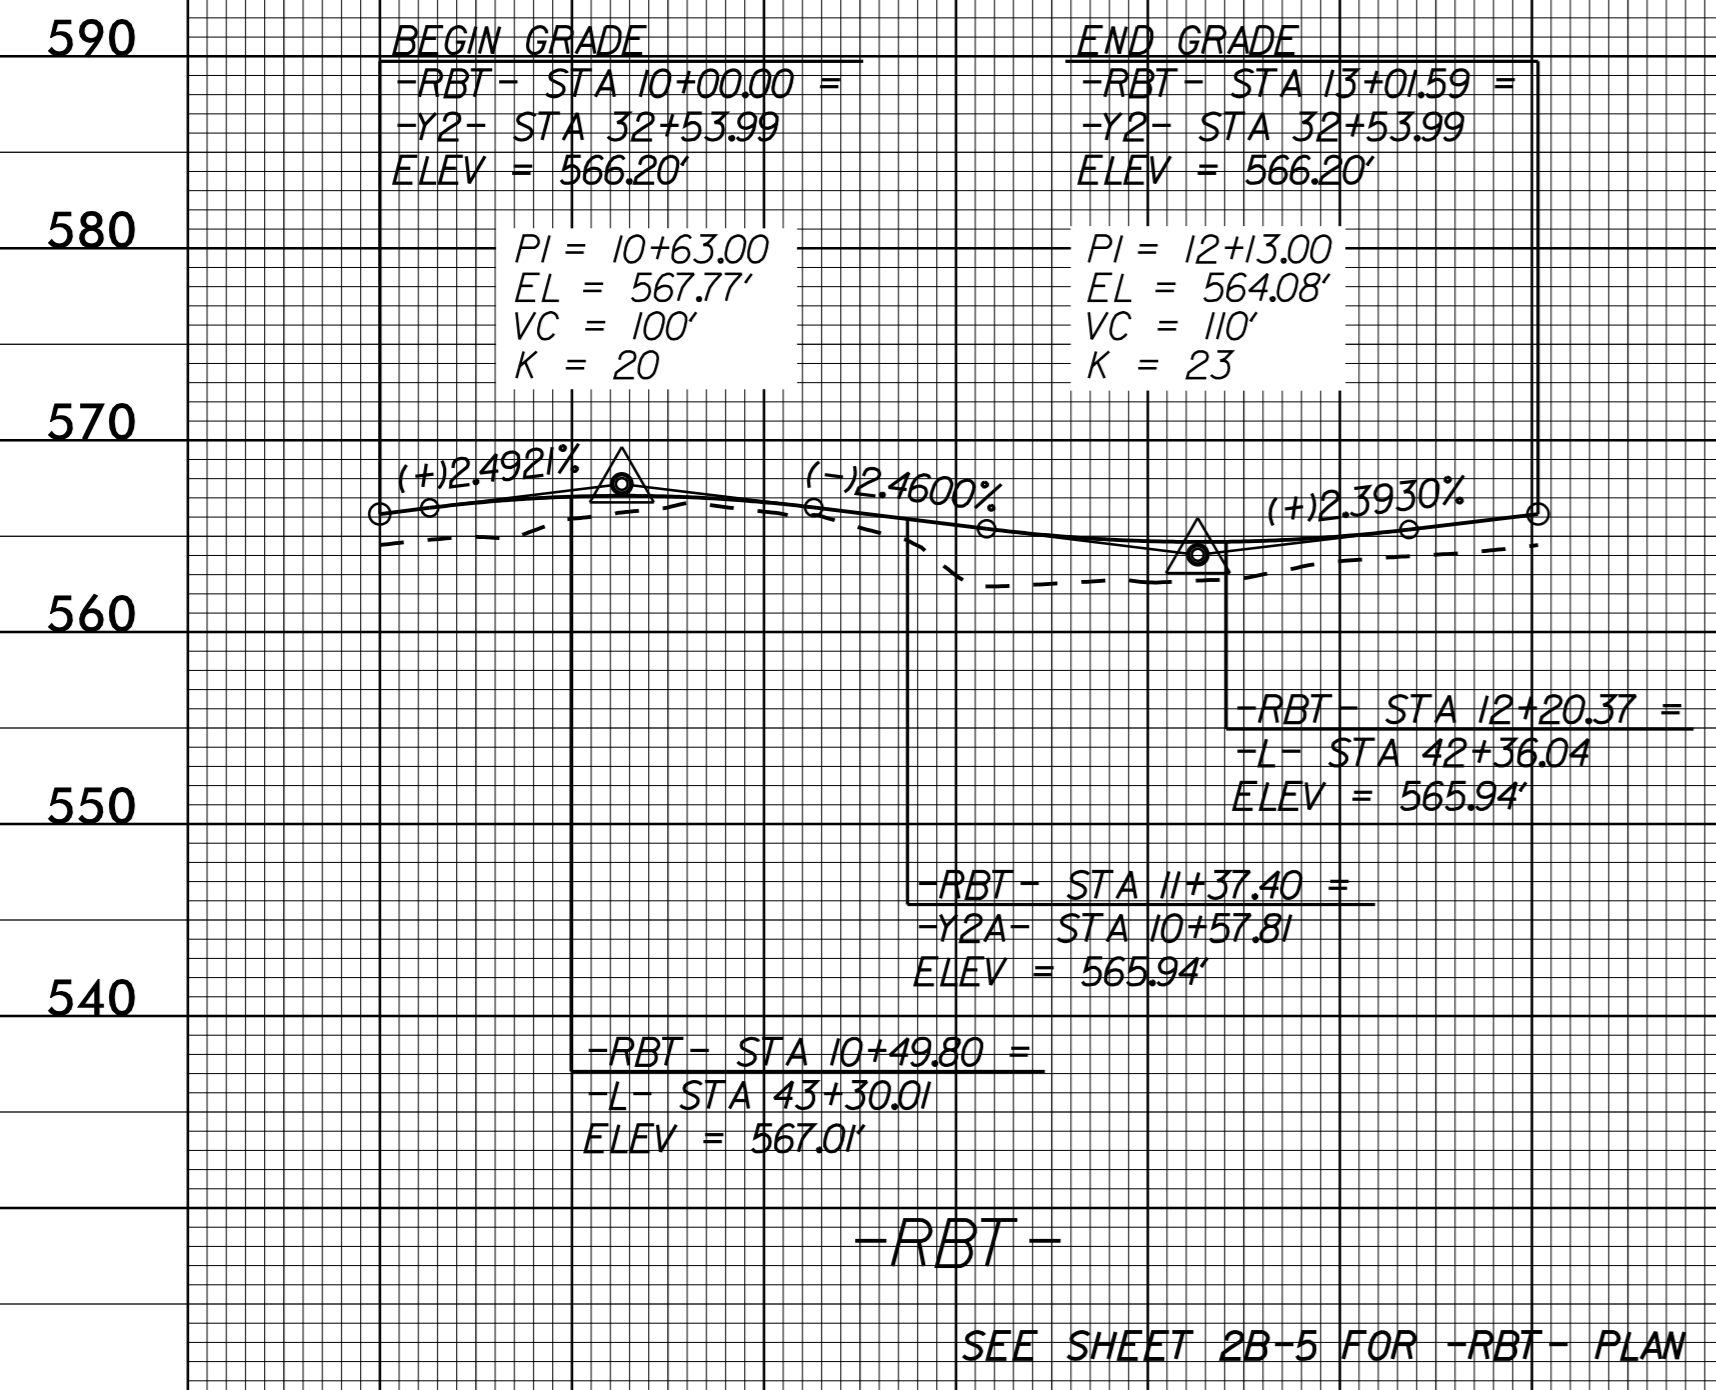 590
BEGIN GRADE
-RBT- STA 10+00.00 =
-Y2- STA 32+53.99
ELEV = 566.20'
END GRADE
-RBT- STA 13+01.59 =
-Y2- STA 32+53.99
ELEV = 566.20'
580
PI = 10+63.00
EL = 567.77'
VC = 100'
K = 20
PI = 12+13.00
EL = 564.08'
VC = 110'
K = 23
570
(+)2.4921%
(-)2.4600%
(+)2.3930%
560
-RBT- STA 12+20.37 =
-L- STA 42+36.04
ELEV = 565.94'
550
-RBT- STA 11+37.40 =
-Y2A- STA 10+57.81
ELEV = 565.94'
540
-RBT- STA 10+49.80 =
-L- STA 43+30.01
ELEV = 567.01'
-RBT-
SEE SHEET 2B-5 FOR -RBT- PLAN